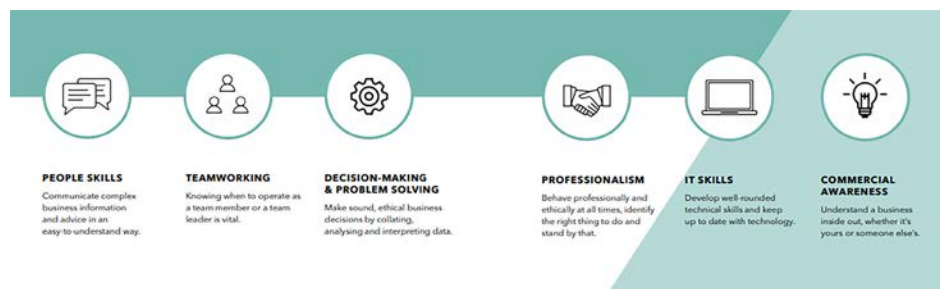 PEOPLE SKILLS
Communicate complex
business information
and advice in an
easy-to-understand way.
TEAMWORKING
Knowing when to operate as
a team member or a team
leader is vital.
DECISION-MAKING
& PROBLEM SOLVING
Make sound, ethical business
decisions by collating,
analysing and interpreting data.
PROFESSIONALISM
Behave professionally and
ethically at all times, identify
the right thing to do and
stand by that.
IT SKILLS
Develop well-rounded
technical skills and keep
up to date with technology.
COMMERCIAL
AWARENESS
Understand a business
inside out, whether it's
yours or someone else's.